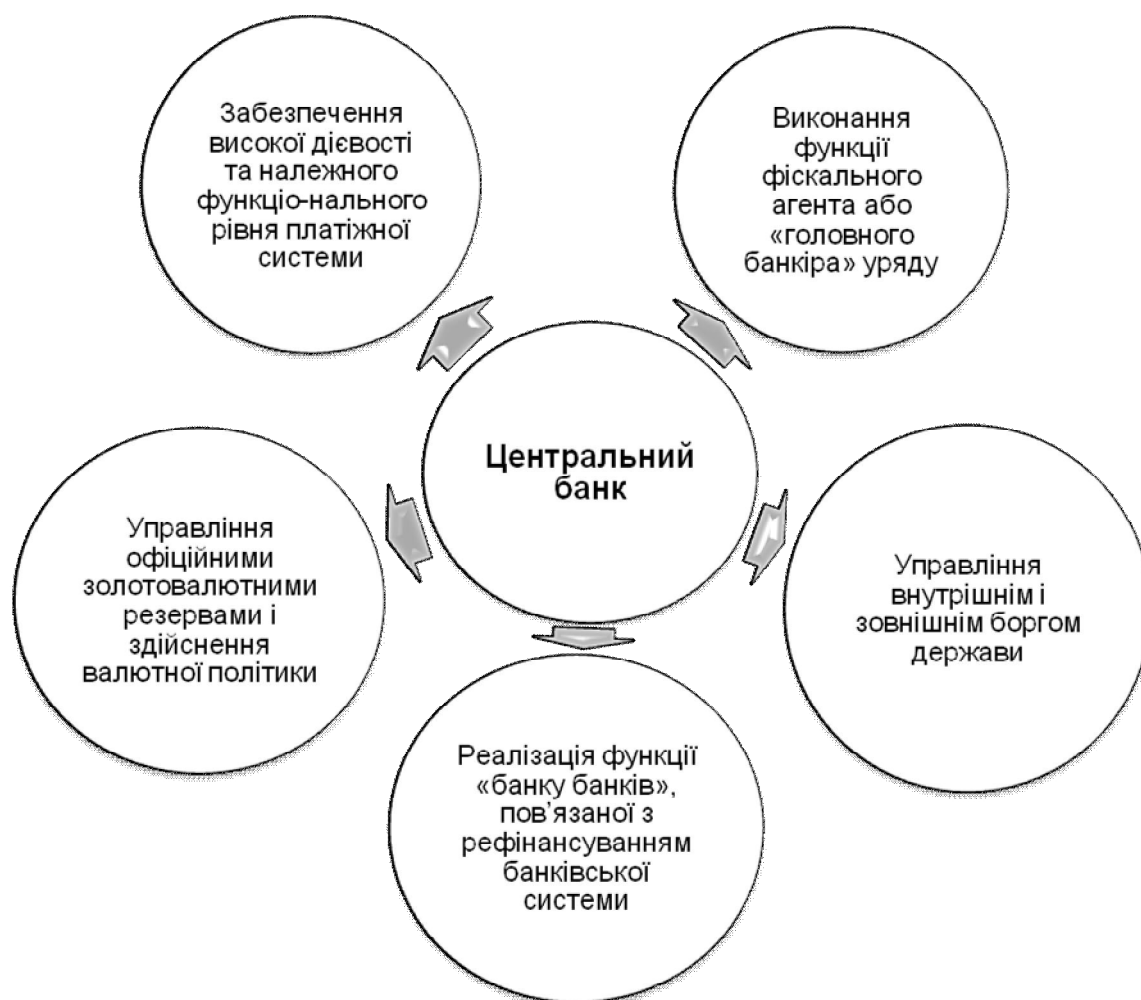 Забезпечення
високої дієвості
та належного
функціо-нального
рівня платіжної
системи
Виконання
функції
фіскального
агента або
«головного
банкіра» уряду
Центральний
банк
Управління
офіційними
золотовалютними
резервами і
здійснення
валютної політики
Управління
внутрішнім і
зовнішнім боргом
держави
Реалізація функції
«банку банків»,
пов’язаної з
рефінансуванням
банківської
системи